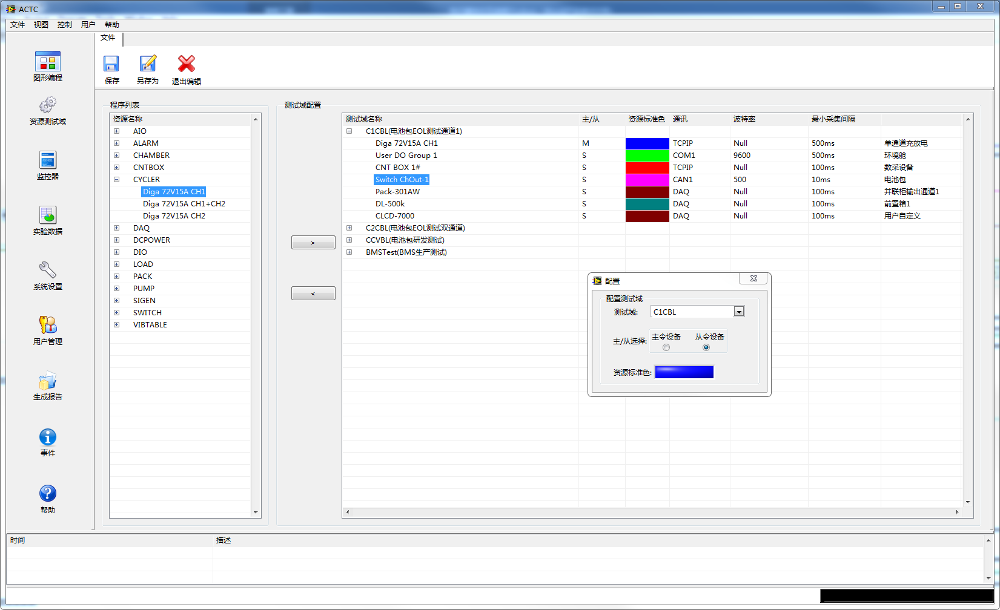 ACTC
文件 视图 控制 用户 帮助
文件
保存 另存为 退出编辑
图形编程
资源测试域
监控器
实验数据
系统设置
用户管理
生成报告
事件
帮助
程序列表
资源名称
AIO
ALARM
CHAMBER
CNTBOX
CYCLER
Diga 72V15A CH1
Diga 72V15A CH1+CH2
Diga 72V15A CH2
DAQ
DCPOWER
DIO
LOAD
PACK
PUMP
SIGEN
SWITCH
VIBTABLE
>
<
测试域配置
测试域名称 主/从 资源标准色 通讯 波特率 最小采集间隔
C1CBL(电池包EOL测试通道1)
Diga 72V15A CH1 M TCPIP Null 500ms 单通道充放电
User DO Group 1 S COM1 9600 500ms 环境舱
CNT BOX 1# S TCPIP Null 100ms 数采设备
Switch ChOut-1 S CAN1 500 10ms 电池包
Pack-301AW S DAQ Null 100ms 并联柜输出通道1
DL-500k S DAQ Null 100ms 前置箱1
CLCD-7000 S DAQ Null 100ms 用户自定义
C2CBL(电池包EOL测试双通道)
CCVBL(电池包研发测试)
BMSTest(BMS生产测试)
配置
配置测试域
测试域: C1CBL
主/从选择: 主令设备 从令设备
资源标准色:
时间 描述